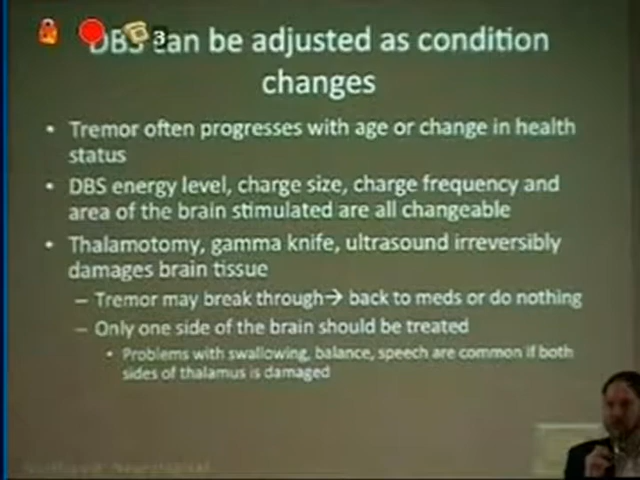 3
DBS can be adjusted as condition
changes
• Tremor often progresses with age or change in health
status
• DBS energy level, charge size, charge frequency and
area of the brain stimulated are all changeable
• Thalamotomy, gamma knife, ultrasound irreversibly
damages brain tissue
– Tremor may break through→ back to meds or do nothing
– Only one side of the brain should be treated
• Problems with swallowing, balance, speech are common if both
sides of thalamus is damaged